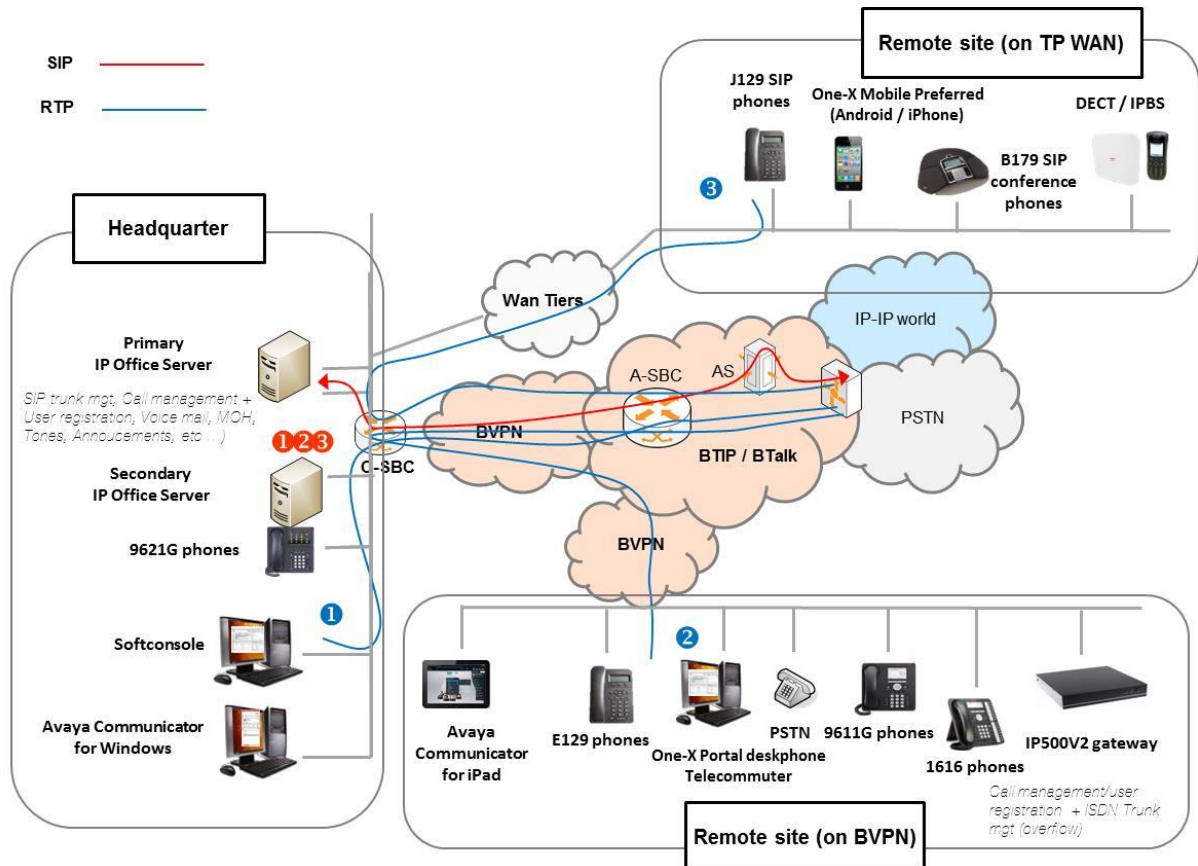 SIP
RTP
Remote site (on TP WAN)
J129 SIP
phones
One-X Mobile Preferred
(Android / iPhone)
B179 SIP
conference
phones
DECT / IPBS
3
Headquarter
Wan Tiers
IP-IP world
Primary
IP Office Server
SIP trunk mgt, Call management +
User registration, Voice mail, MOH,
Tones, Annoucements, etc …)
1 2 3
C-SBC
BVPN
A-SBC
AS
BTIP / BTalk
PSTN
Secondary
IP Office Server
9621G phones
BVPN
1
Softconsole
Avaya Communicator
for Windows
2
Avaya
Communicator
for iPad
E129 phones
One-X Portal deskphone
Telecommuter
PSTN
9611G phones
1616 phones
IP500V2 gateway
Call management/user
registration + ISDN Trunk
mgt (overflow)
Remote site (on BVPN)